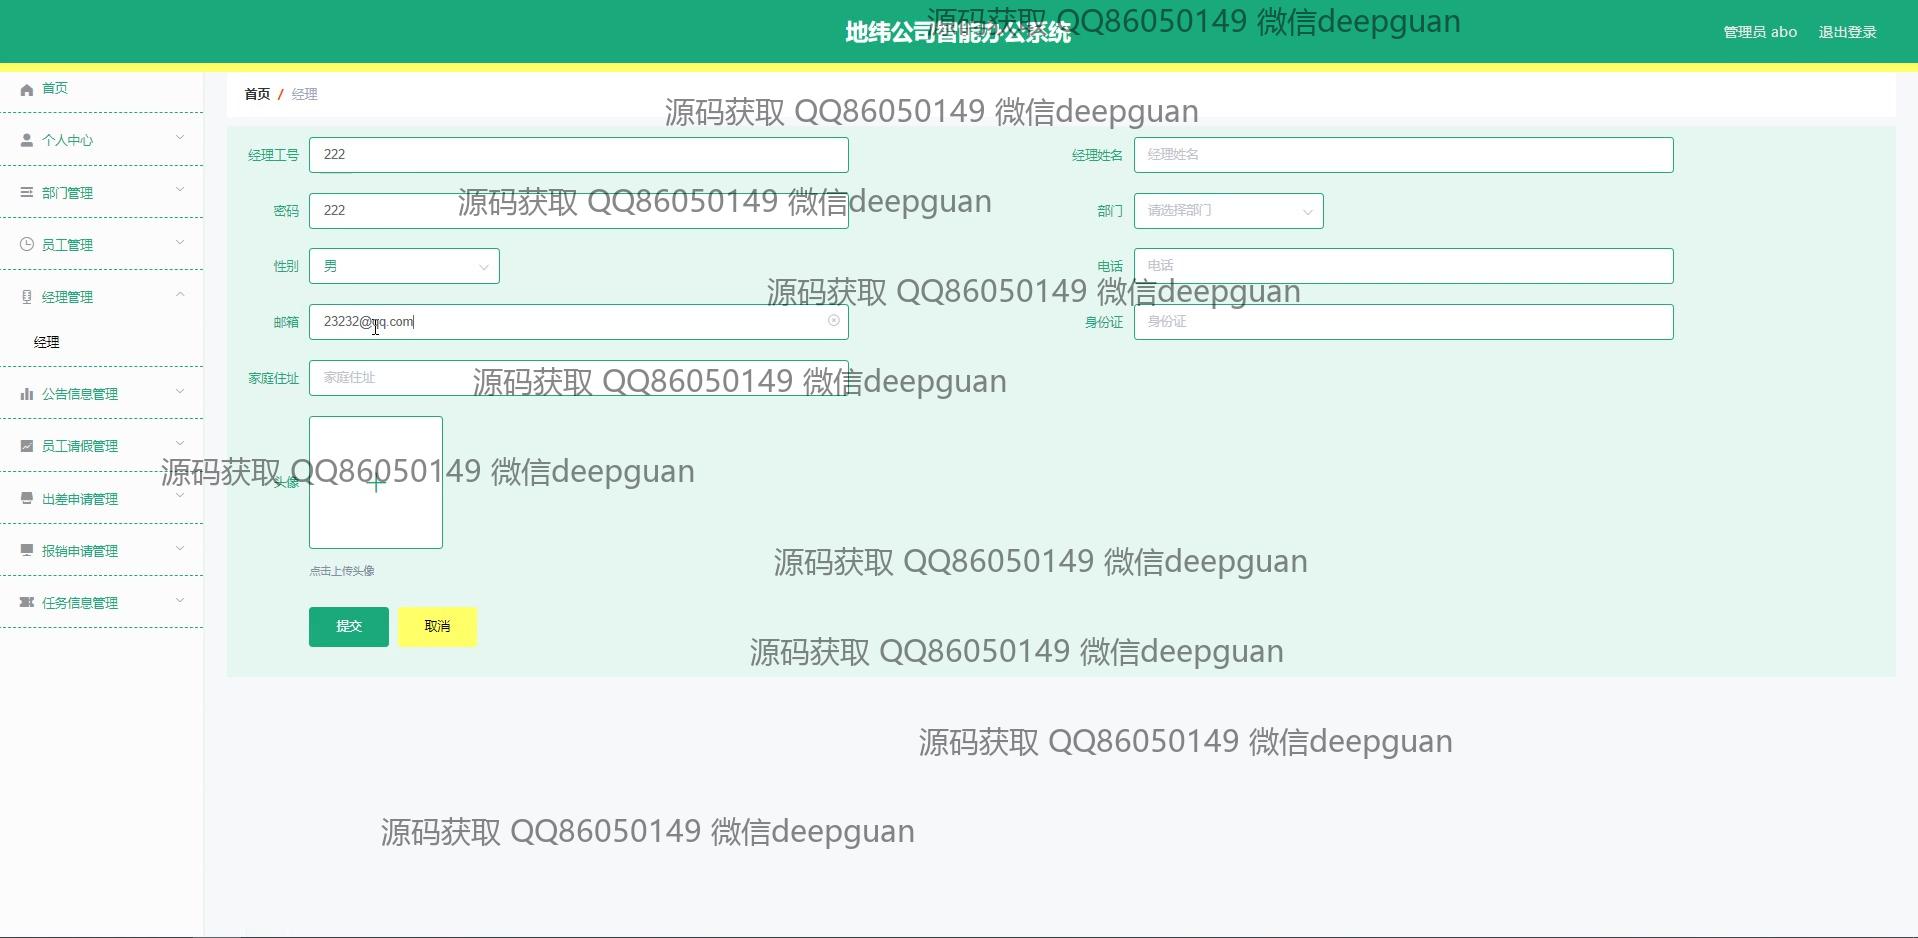 地纬公司智能办公系统
源码获取 QQ86050149 微信deepguan
管理员 abo 退出登录
首页
个人中心
部门管理
员工管理
经理管理
经理
公告信息管理
员工请假管理
出差申请管理
报销申请管理
任务信息管理
首页 / 经理
源码获取 QQ86050149 微信deepguan
经理工号 222
经理姓名 经理姓名
源码获取 QQ86050149 微信deepguan
密码 222
部门 请选择部门
性别 男
电话 电话
源码获取 QQ86050149 微信deepguan
邮箱 23232@qq.com
身份证 身份证
家庭住址 家庭住址
源码获取 QQ86050149 微信deepguan
源码获取 QQ86050149 微信deepguan
头像
点击上传头像
源码获取 QQ86050149 微信deepguan
提交 取消
源码获取 QQ86050149 微信deepguan
源码获取 QQ86050149 微信deepguan
源码获取 QQ86050149 微信deepguan